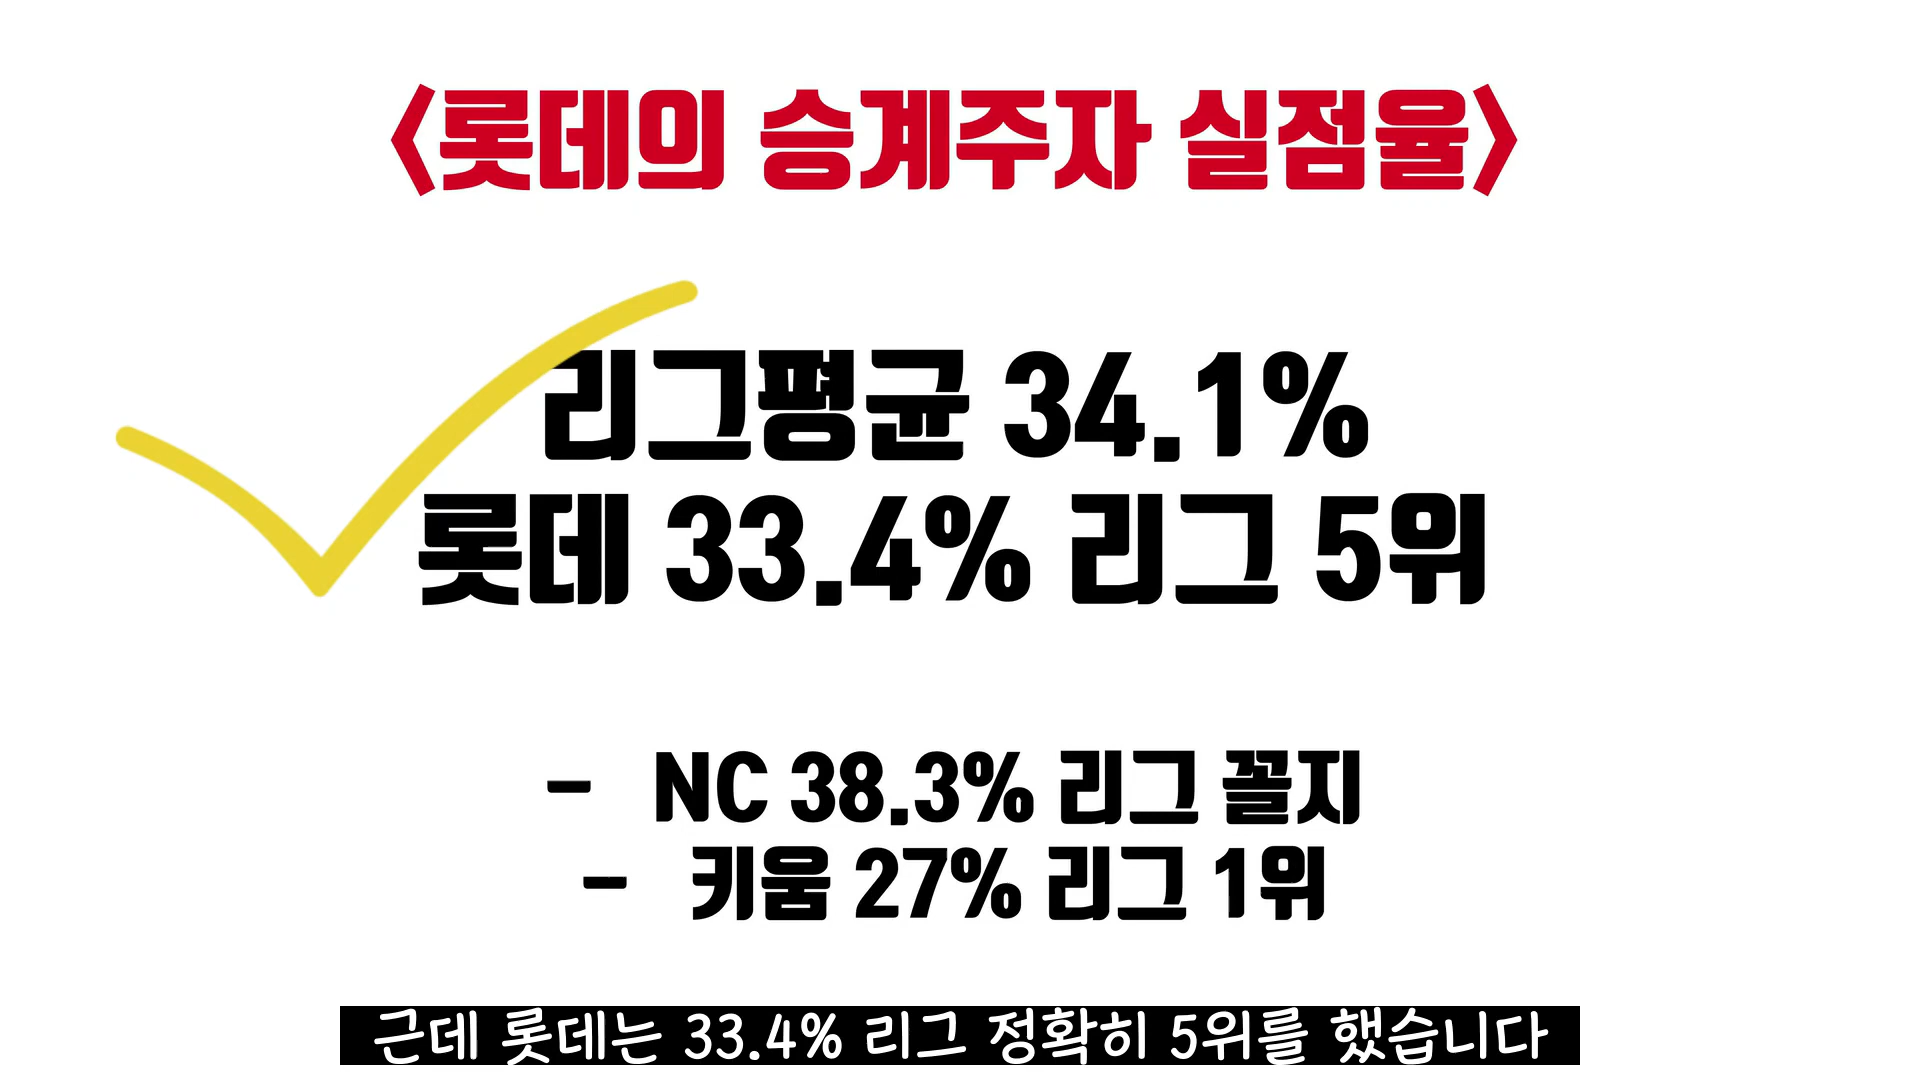 <롯데의 승계주자 실점율>
리그평균 34.1%
롯데 33.4% 리그 5위
- NC 38.3% 리그 꼴지
- 키움 27% 리그 1위
근데 롯데는 33.4% 리그 정확히 5위를 했습니다